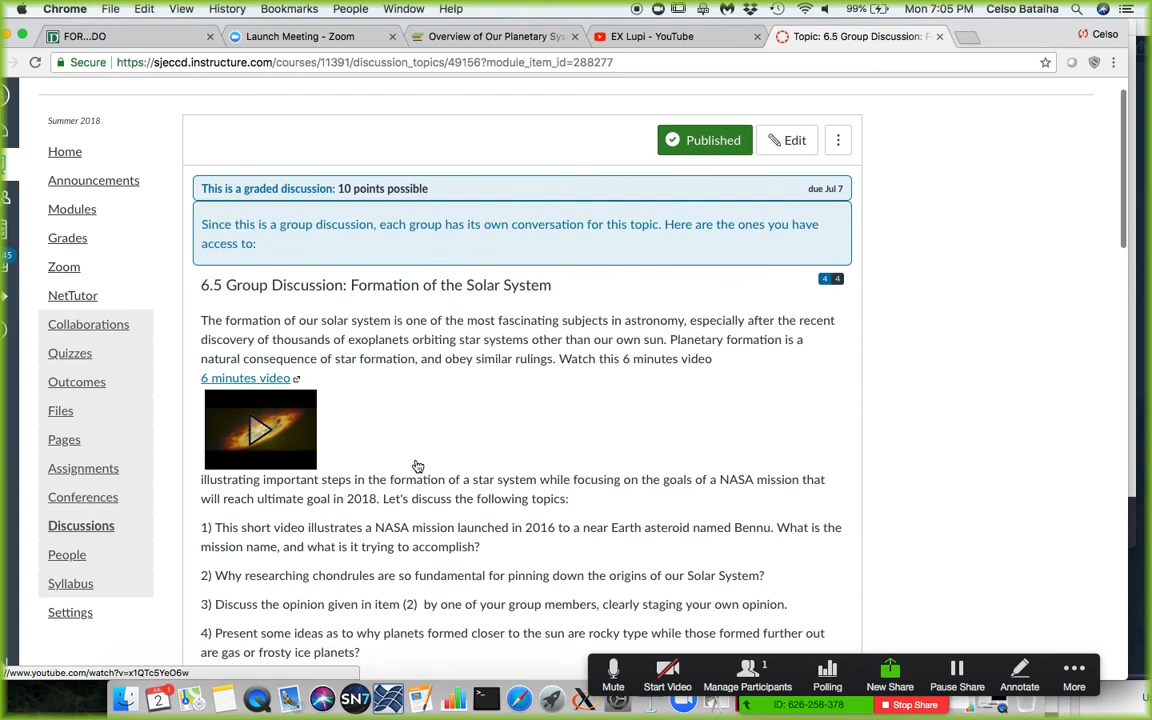 Chrome File Edit View History Bookmarks People Window Help 99% Mon 7:05 PM Celso Batalha
FOR...DO Launch Meeting - Zoom Overview of Our Planetary Sys EX Lupi - YouTube Topic: 6.5 Group Discussion: F Celso
Secure https://sjeccd.instructure.com/courses/11391/discussion_topics/49156?module_item_id=288277
Summer 2018
Published Edit
Home
Announcements
This is a graded discussion: 10 points possible due Jul 7
Modules
Since this is a group discussion, each group has its own conversation for this topic. Here are the ones you have
access to:
Grades
45
Zoom
6.5 Group Discussion: Formation of the Solar System 4 4
NetTutor
The formation of our solar system is one of the most fascinating subjects in astronomy, especially after the recent
discovery of thousands of exoplanets orbiting star systems other than our own sun. Planetary formation is a
natural consequence of star formation, and obey similar rulings. Watch this 6 minutes video
6 minutes video
Collaborations
Quizzes
Outcomes
Files
Pages
Assignments
Conferences
Discussions
People
Syllabus
Settings
illustrating important steps in the formation of a star system while focusing on the goals of a NASA mission that
will reach ultimate goal in 2018. Let's discuss the following topics:
1) This short video illustrates a NASA mission launched in 2016 to a near Earth asteroid named Bennu. What is the
mission name, and what is it trying to accomplish?
2) Why researching chondrules are so fundamental for pinning down the origins of our Solar System?
3) Discuss the opinion given in item (2) by one of your group members, clearly staging your own opinion.
4) Present some ideas as to why planets formed closer to the sun are rocky type while those formed further out
are gas or frosty ice planets?
//www.youtube.com/watch?v=x1QTc5YeO6w
1
Mute Start Video Manage Participants Polling New Share Pause Share Annotate More
2 SN7 ID: 626-258-378 Stop Share